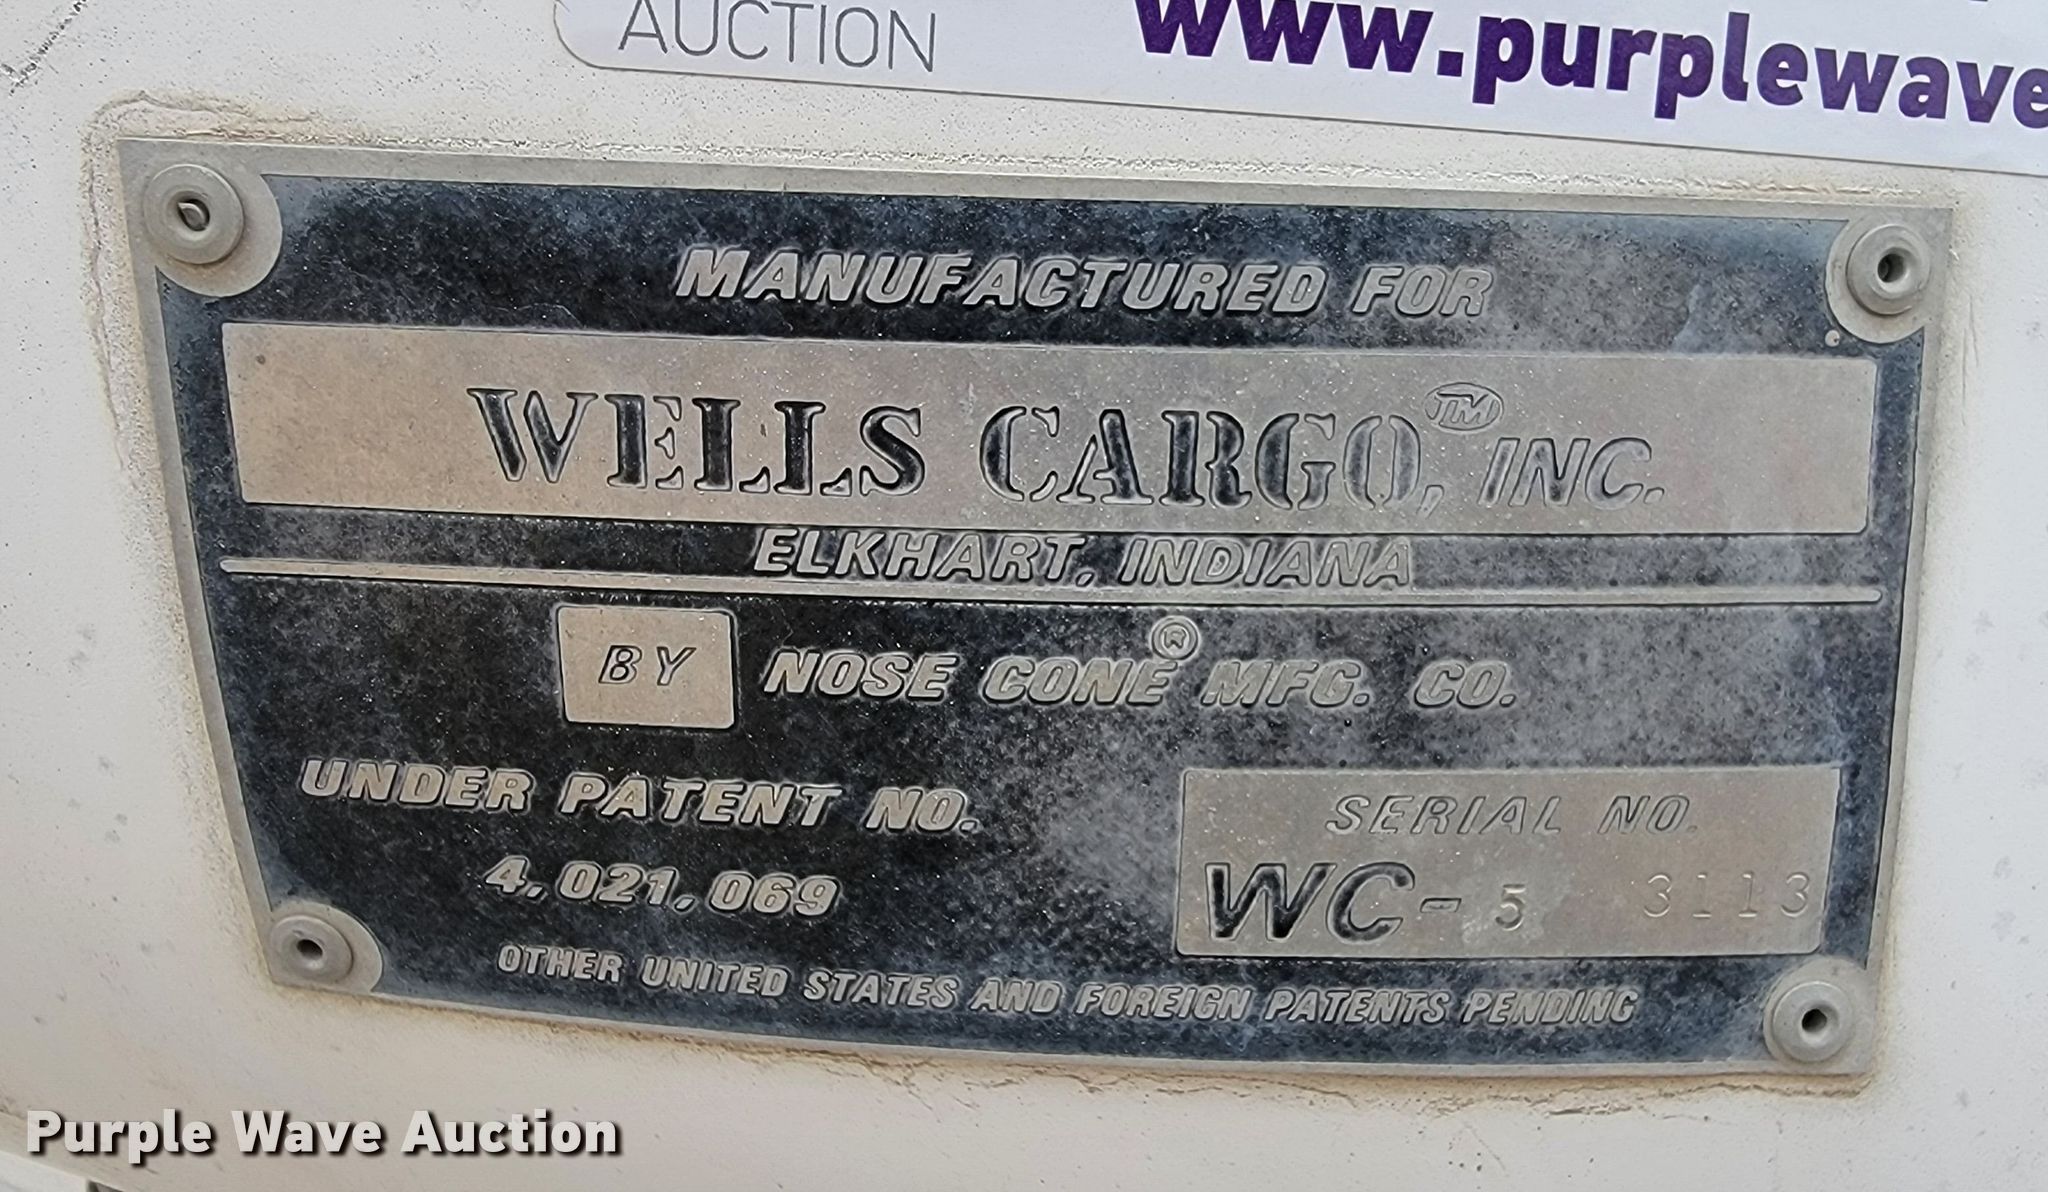 AUCTION
www.purplewave
MANUFACTURED FOR
WELLS CARGO,™ INC.
ELKHART, INDIANA
BY NOSE CONE® MFG. CO.
UNDER PATENT NO.
4,021,069
SERIAL NO.
WC- 5 3113
OTHER UNITED STATES AND FOREIGN PATENTS PENDING
Purple Wave Auction